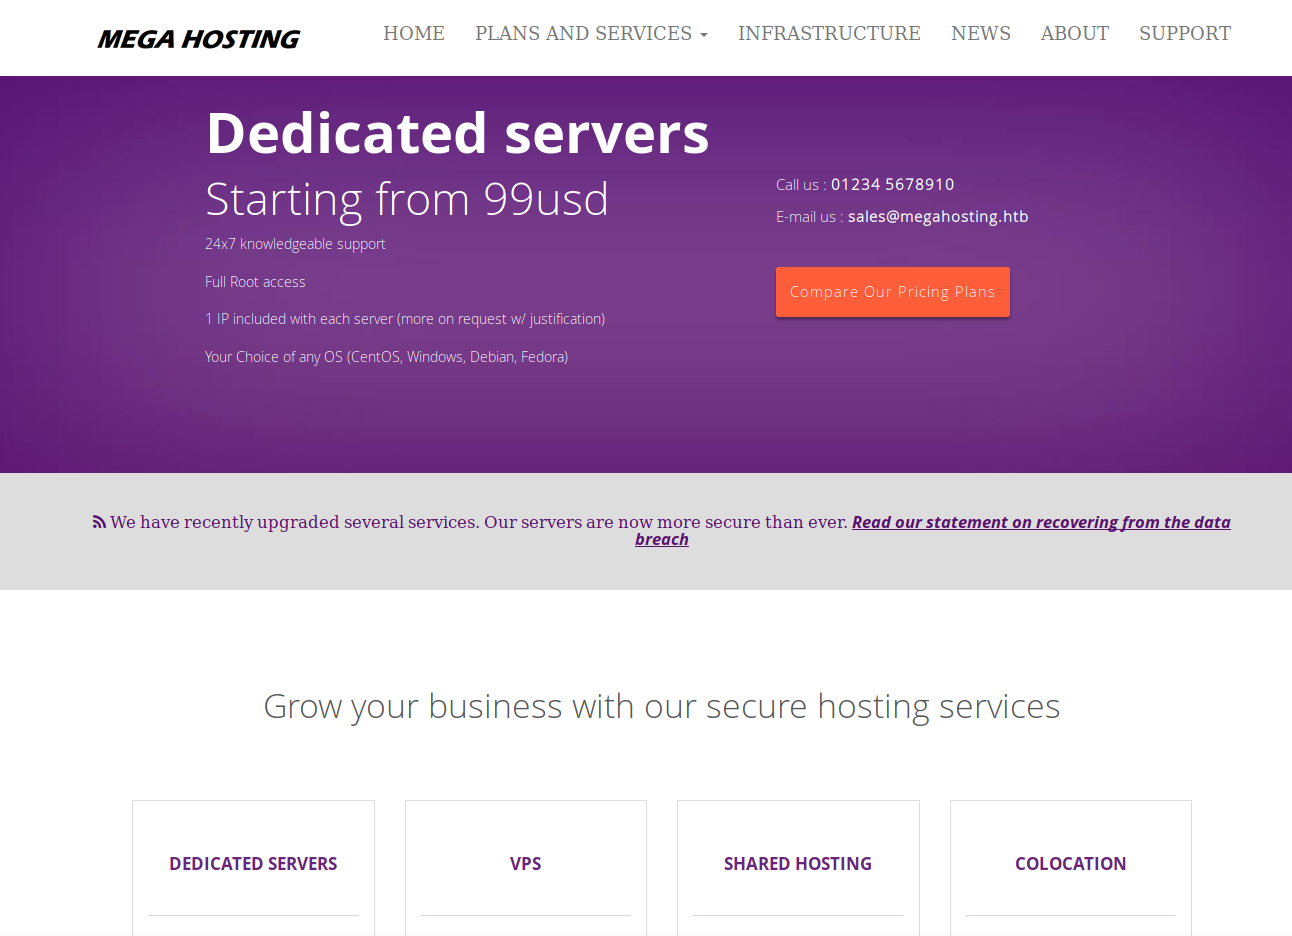 MEGA HOSTING
HOME PLANS AND SERVICES INFRASTRUCTURE NEWS ABOUT SUPPORT
Dedicated servers
Starting from 99usd
24x7 knowledgeable support
Full Root access
1 IP included with each server (more on request w/ justification)
Your Choice of any OS (CentOS, Windows, Debian, Fedora)
Call us : 01234 5678910
E-mail us : sales@megahosting.htb
Compare Our Pricing Plans
We have recently upgraded several services. Our servers are now more secure than ever. Read our statement on recovering from the data
breach
Grow your business with our secure hosting services
DEDICATED SERVERS
VPS
SHARED HOSTING
COLOCATION